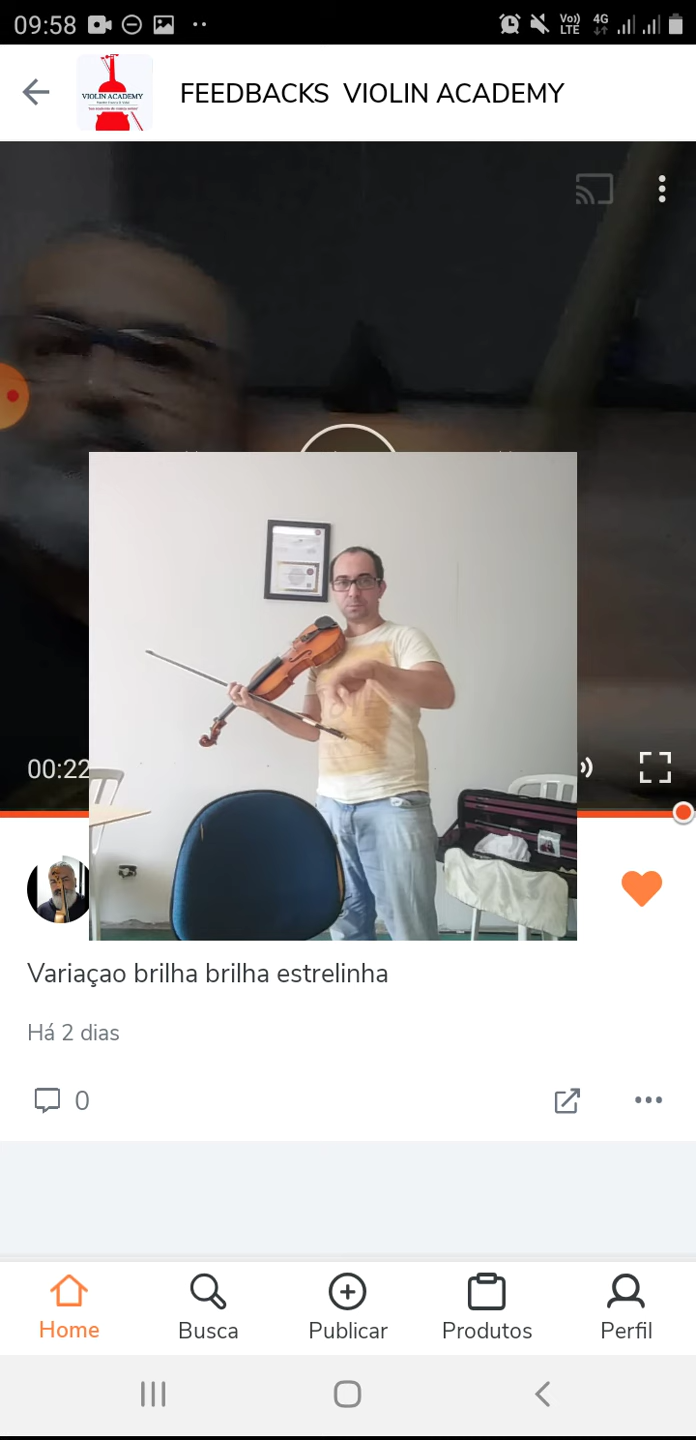 09:58
Vo))
LTE
4G
VIOLIN ACADEMY
FEEDBACKS VIOLIN ACADEMY
00:22
Variaçao brilha brilha estrelinha
Há 2 dias
0
Home
Busca
Publicar
Produtos
Perfil